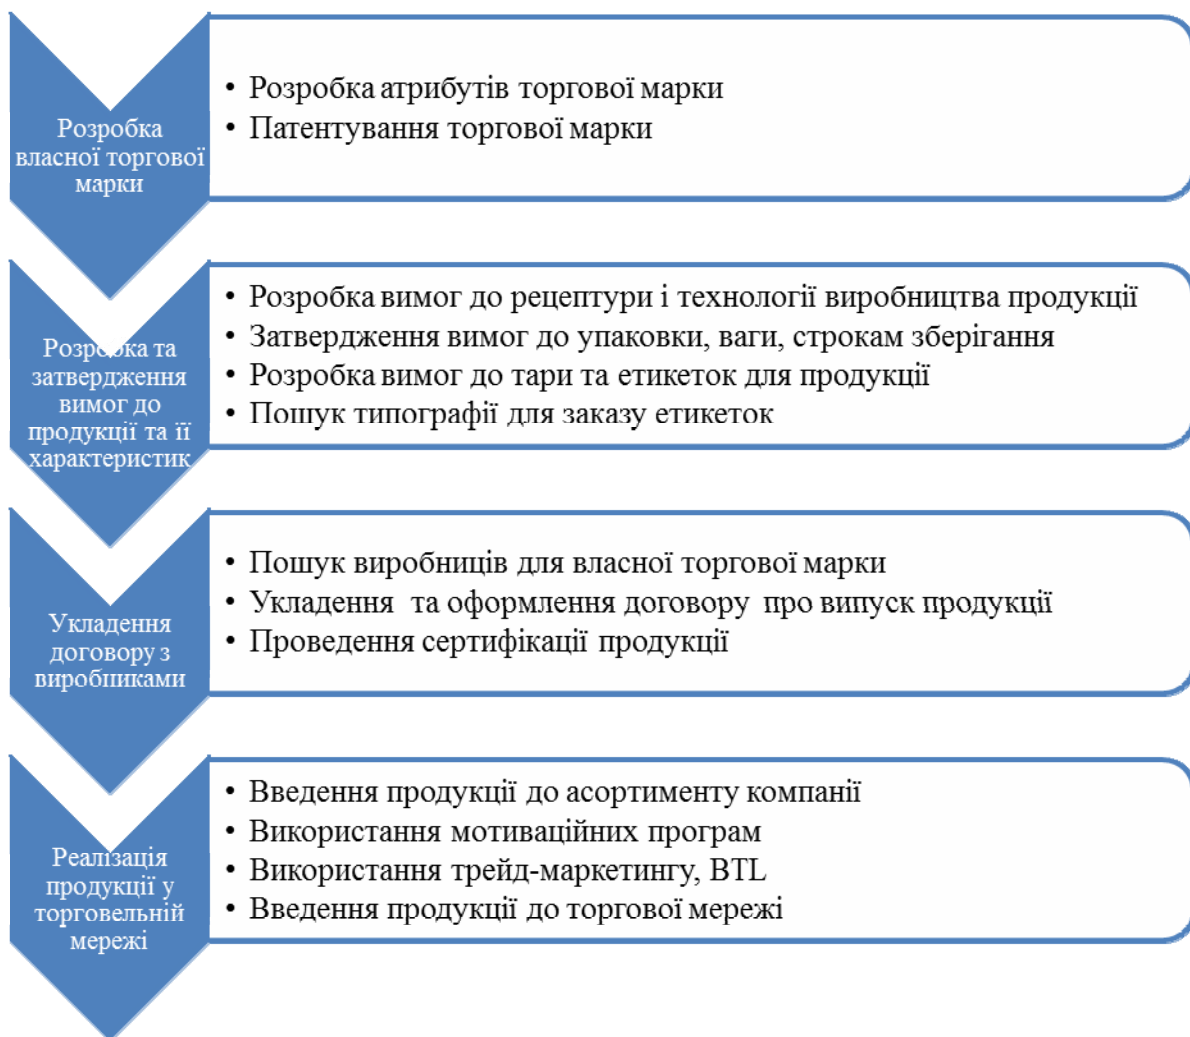 Розробка
власної торгової
марки
• Розробка атрибутів торгової марки
• Патентування торгової марки
Розробка та
затвердження
вимог до
продукції та її
характеристик
• Розробка вимог до рецептури і технології виробництва продукції
• Затвердження вимог до упаковки, ваги, строкам зберігання
• Розробка вимог до тари та етикеток для продукції
• Пошук типографії для заказу етикеток
Укладення
договору з
виробниками
• Пошук виробниців для власної торгової марки
• Укладення та оформлення договору про випуск продукції
• Проведення сертифікації продукції
Реалізація
продукції у
торговельній
мережі
• Введення продукції до асортименту компанії
• Використання мотиваційних програм
• Використання трейд-маркетингу, BTL
• Введення продукції до торгової мережі